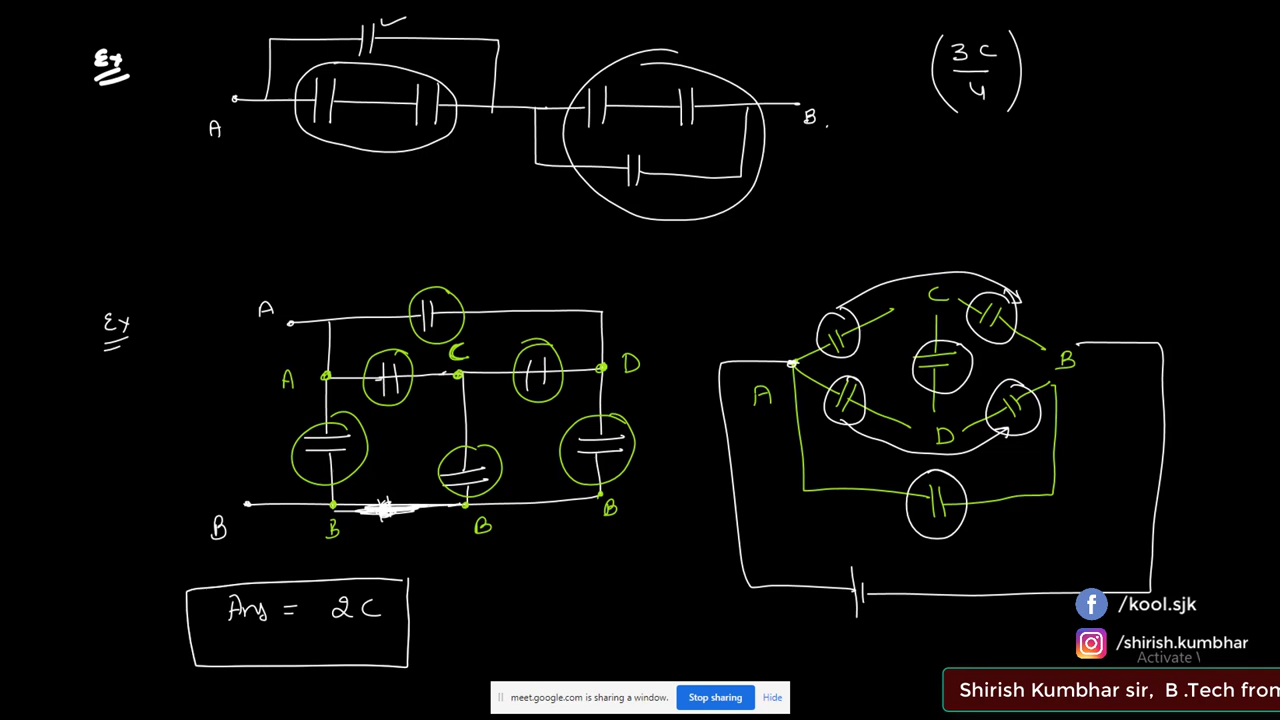 Ex
A
B.
(3C/4)
Ex
A
A
C
D
B
B
B
B
Ans = 2C
C
A
B
D
/kool.sjk
/shirish.kumbhar
Activate \
Shirish Kumbhar sir, B .Tech from
meet.google.com is sharing a window. Stop sharing Hide